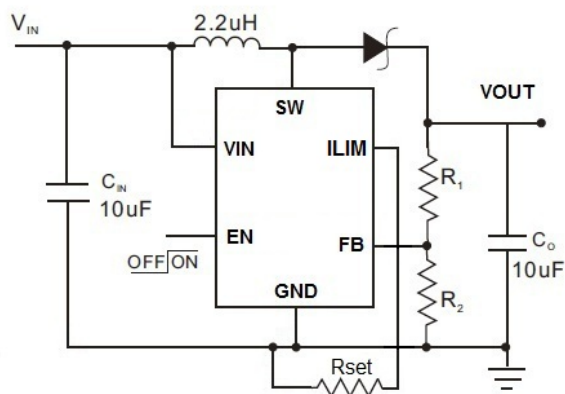 VIN
2.2uH
SW
VOUT
VIN
ILIM
R1
CIN
10uF
EN
FB
CO
10uF
OFF ON
GND
R2
Rset